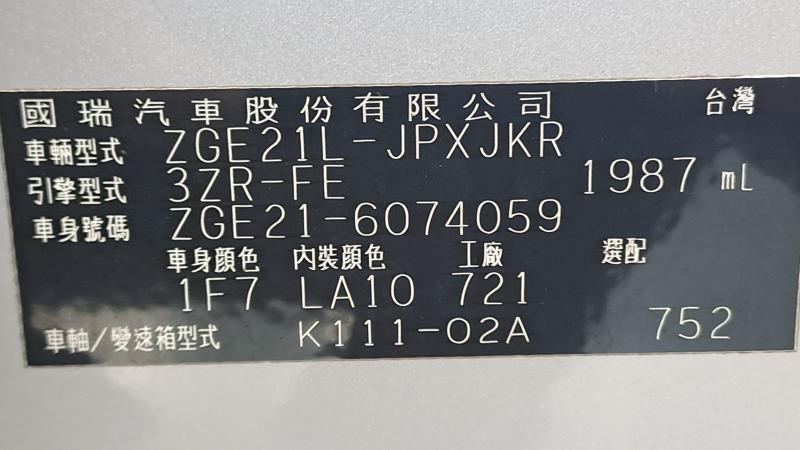 國瑞汽車股份有限公司 台灣
車輛型式 ZGE21L-JPXJKR
引擎型式 3ZR-FE 1987 mL
車身號碼 ZGE21-6074059
車身顏色 內裝顏色 工廠 選配
1F7 LA10 721
車軸/變速箱型式 K111-02A 752